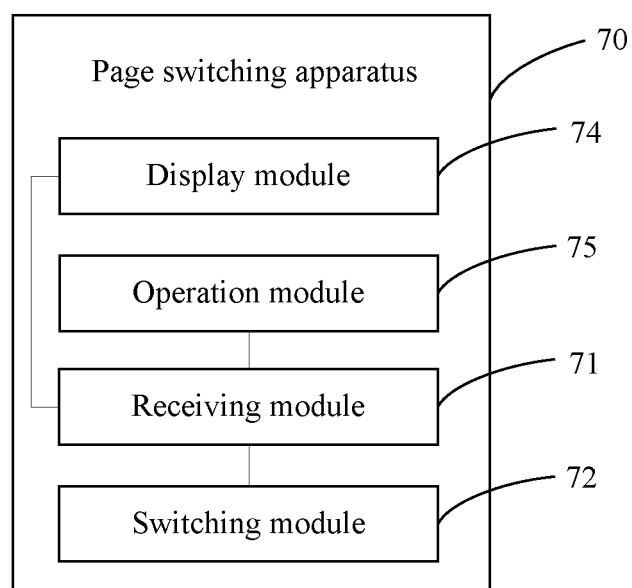 Page switching apparatus
70
Display module
74
Operation module
75
Receiving module
71
Switching module
72